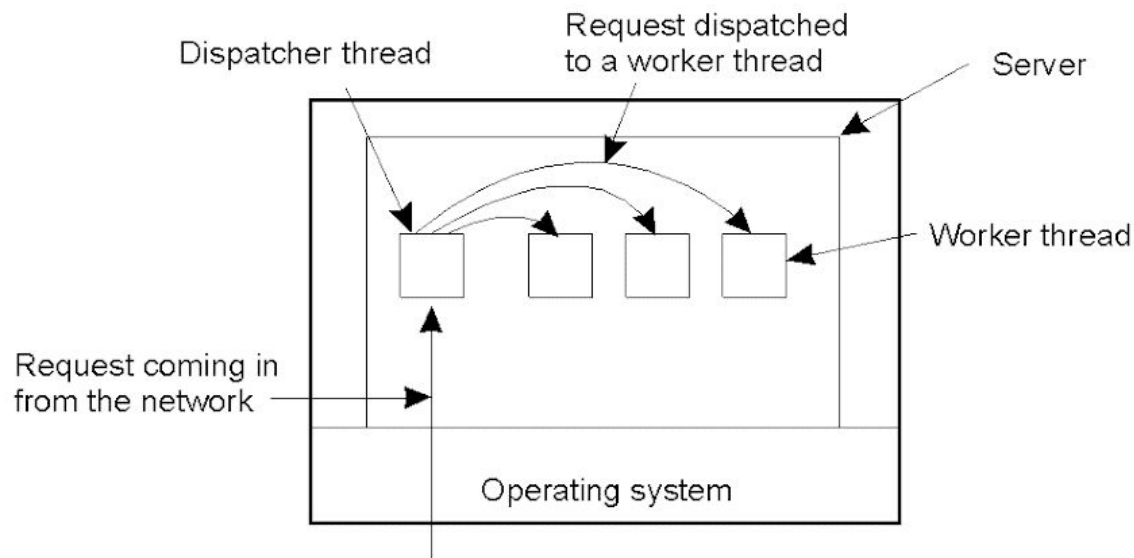 Request dispatched
to a worker thread
Dispatcher thread
Server
Worker thread
Request coming in
from the network
Operating system